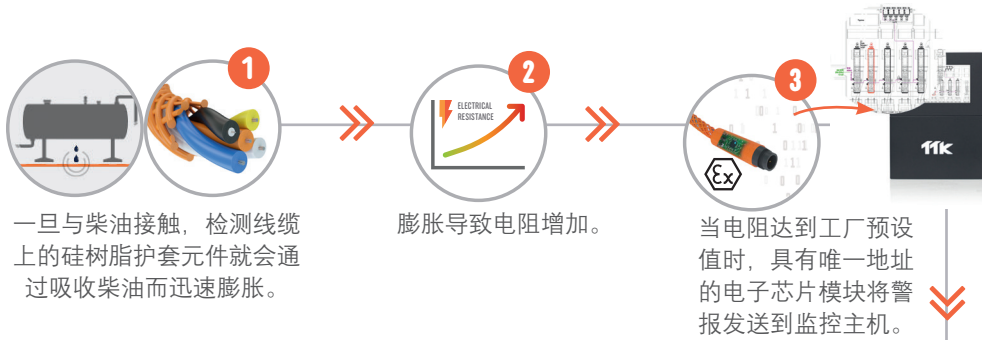 1
2
3
ELECTRICAL
RESISTANCE
Ex
TTK
一旦与柴油接触，检测线缆
上的硅树脂护套元件就会通
过吸收柴油而迅速膨胀。
膨胀导致电阻增加。
当电阻达到工厂预设
值时，具有唯一地址
的电子芯片模块将警
报发送到监控主机。